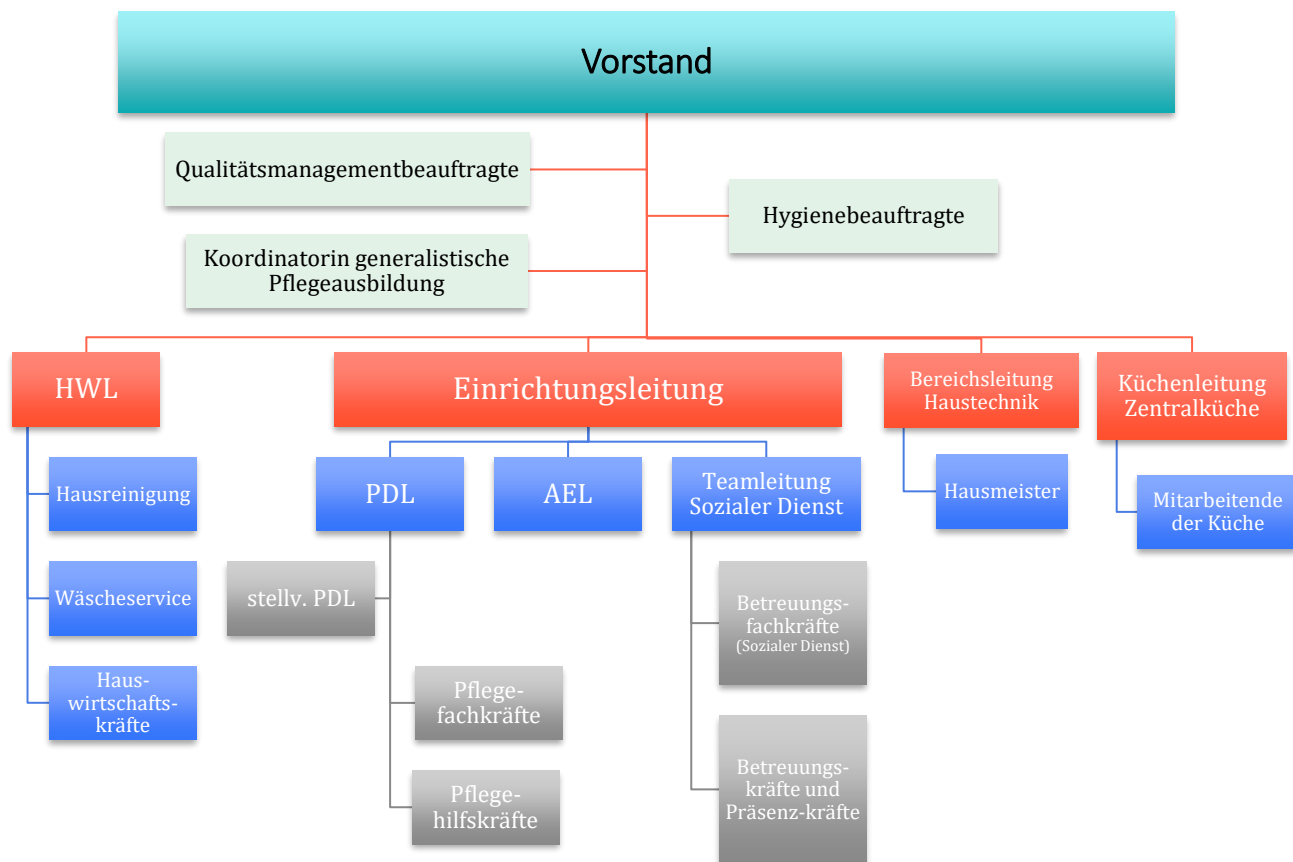 Vorstand
Qualitätsmanagementbeauftragte
Hygienebeauftragte
Koordinatorin generalistische
Pflegeausbildung
HWL
Einrichtungsleitung
Bereichsleitung
Haustechnik
Küchenleitung
Zentralküche
Hausreinigung
PDL
AEL
Teamleitung
Sozialer Dienst
Hausmeister
Mitarbeitende
der Küche
Wäscheservice
stellv. PDL
Betreuungs-
fachkräfte
(Sozialer Dienst)
Haus-
wirtschafts-
kräfte
Pflege-
fachkräfte
Pflege-
hilfskräfte
Betreuungs-
kräfte und
Präsenz-kräfte